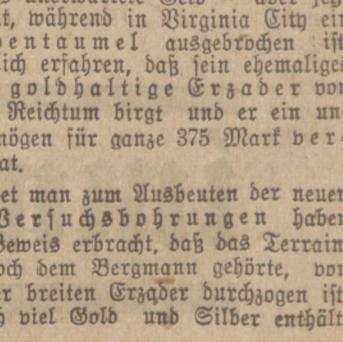 t, während in Virginia City ein
entaumel ausgebrochen ist
ich erfahren, daß sein ehemaliges
goldhaltige Erzader von
Reichtum birgt und er ein un-
mögen für ganze 375 Mark ver-
at.
et man zum Ausbeuten der neuen
Versuchsbohrungen haben
Beweis erbracht, daß das Terrain
och dem Bergmann gehörte, von
er breiten Erzader durchzogen ist
h viel Gold und Silber enthält